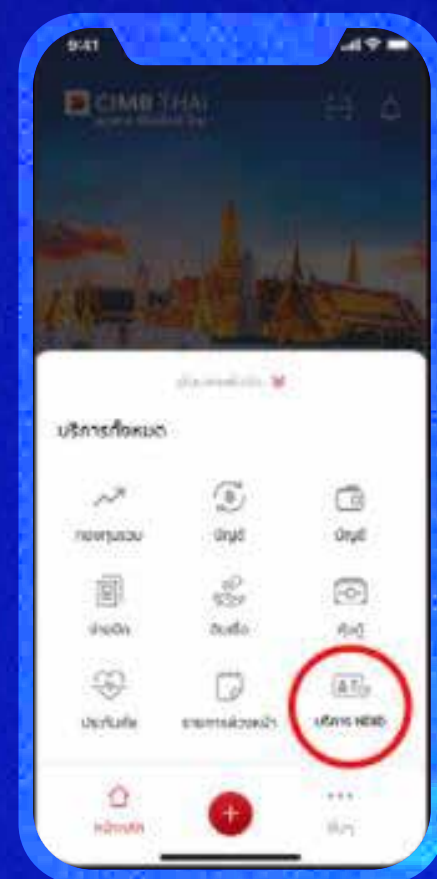 9:41
CIMB THAI
บริการทั้งหมด
กองทุนรวม
บัญชี
บัญชี
จ่ายบิล
สินเชื่อ
หุ้นกู้
ประกันภัย
รายการล่วงหน้า
บริการ NDID
หน้าแรก
อื่นๆ